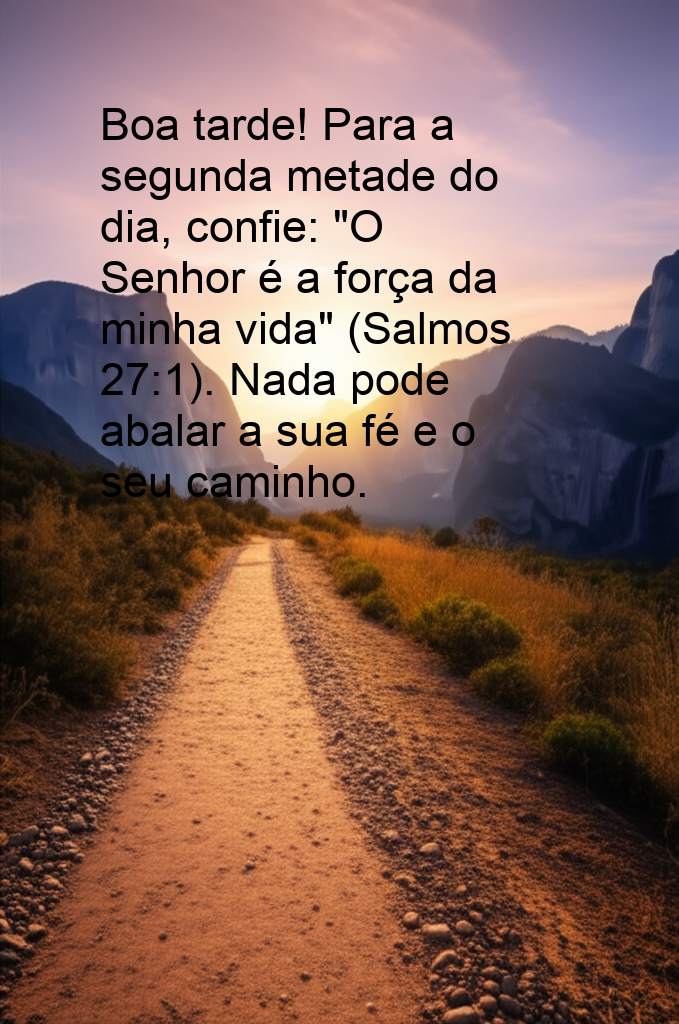 Boa tarde! Para a
segunda metade do
dia, confie: "O
Senhor é a força da
minha vida" (Salmos
27:1). Nada pode
abalar a sua fé e o
seu caminho.